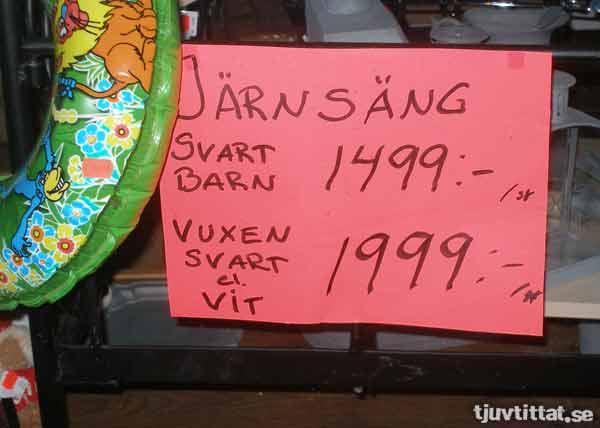 JÄRNSÄNG
SVART BARN 1499:- /st
VUXEN SVART el. VIT 1999:- /st
tjuvtittat.se